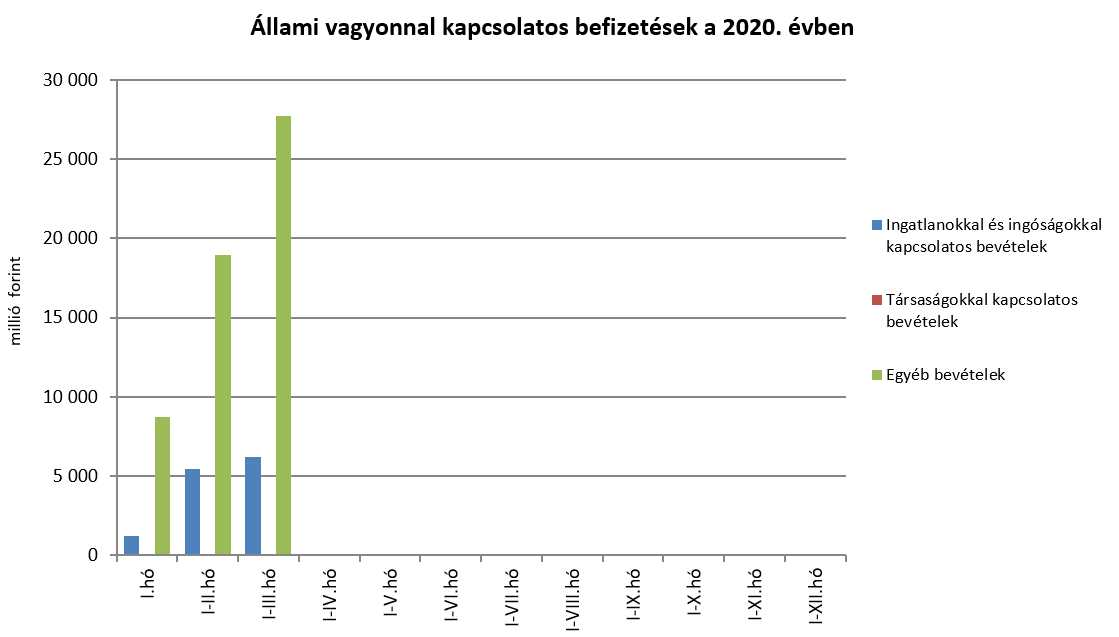 Állami vagyonnal kapcsolatos befizetések a 2020. évben
millió forint
30 000
25 000
20 000
15 000
10 000
5 000
0
I.hó
I-II.hó
I-III.hó
I-IV.hó
I-V.hó
I-VI.hó
I-VII.hó
I-VIII.hó
I-IX.hó
I-X.hó
I-XI.hó
I-XII.hó
Ingatlanokkal és ingóságokkal
kapcsolatos bevételek
Társaságokkal kapcsolatos
bevételek
Egyéb bevételek